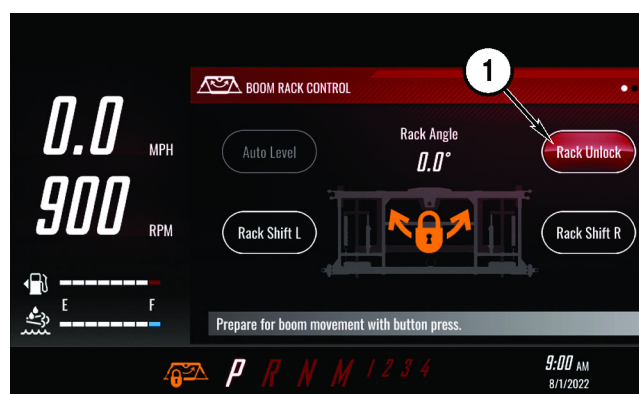 1
BOOM RACK CONTROL
0.0 MPH
Auto Level
Rack Angle
0.0°
Rack Unlock
900 RPM
Rack Shift L
Rack Shift R
E F
Prepare for boom movement with button press.
P R N M 1 2 3 4
9:00 AM
8/1/2022